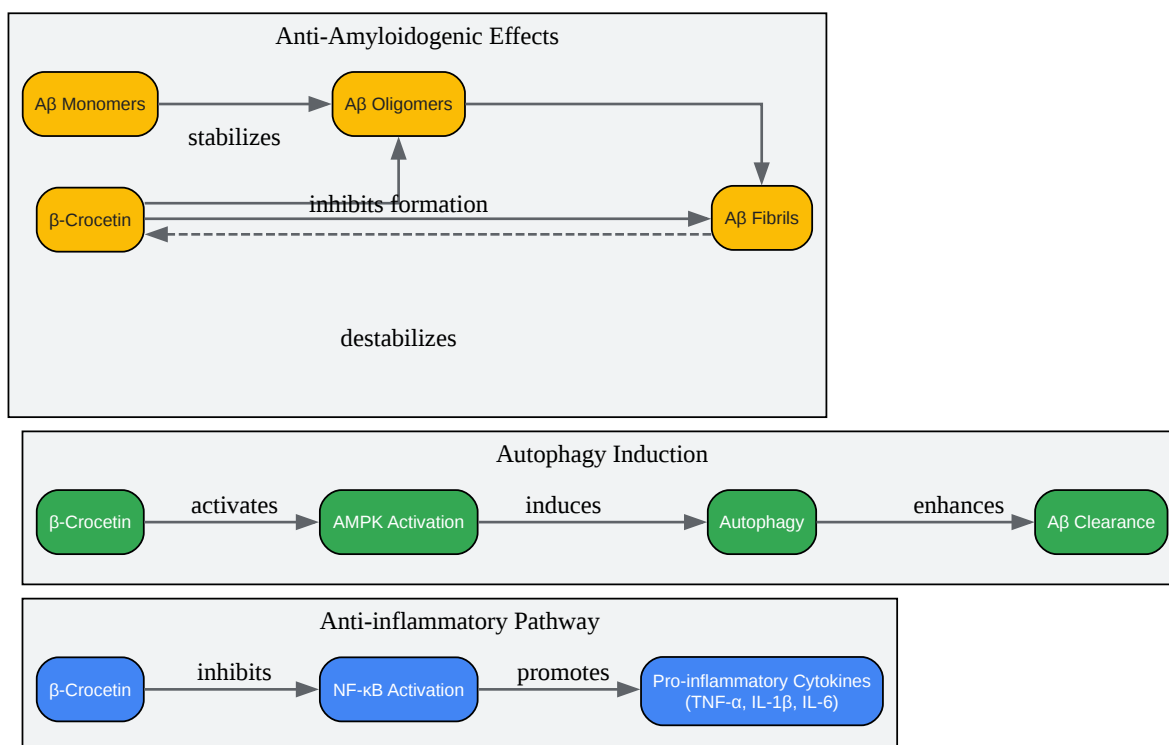 Anti-Amyloidogenic Effects
Aβ Monomers
Aβ Oligomers
stabilizes
β-Crocetin
inhibits formation
Aβ Fibrils
destabilizes
Autophagy Induction
β-Crocetin
activates
AMPK Activation
induces
Autophagy
enhances
Aβ Clearance
Anti-inflammatory Pathway
β-Crocetin
inhibits
NF-κB Activation
promotes
Pro-inflammatory Cytokines
(TNF-α, IL-1β, IL-6)